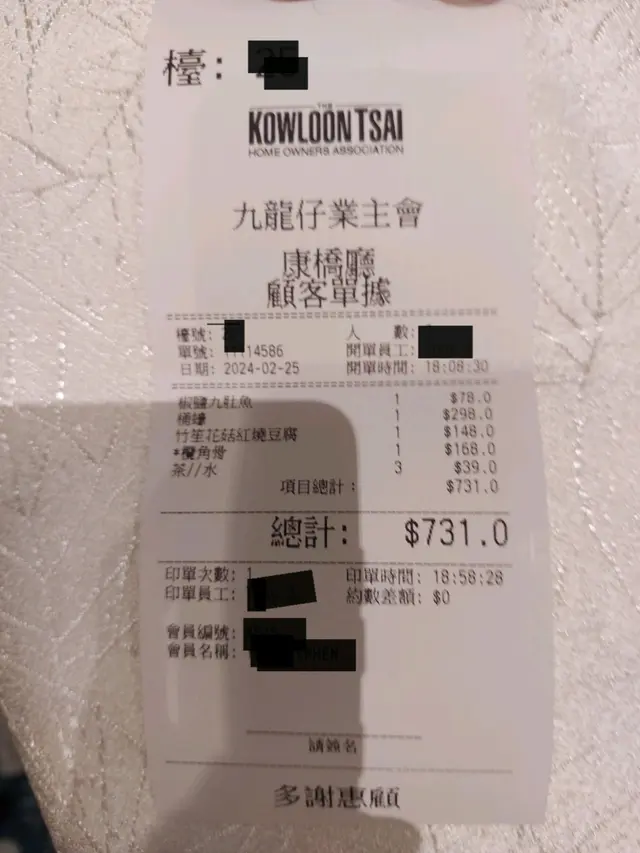 檯:
THE
KOWLOON TSAI
HOME OWNERS ASSOCIATION
九龍仔業主會
康橋廳
顧客單據
檯號: 人 數:
單號: 14586 開單員工:
日期: 2024-02-25 開單時間: 18:08:30
椒鹽九肚魚 1 $78.0
桶蠔 1 $298.0
竹笙花菇紅燒豆腐 1 $148.0
*欖角骨 1 $168.0
茶//水 3 $39.0
項目總計: $731.0
總計: $731.0
印單次數: 1 印單時間: 18:58:28
印單員工: 約數差額: $0
會員編號:
會員名稱:
請簽名
多謝惠顧